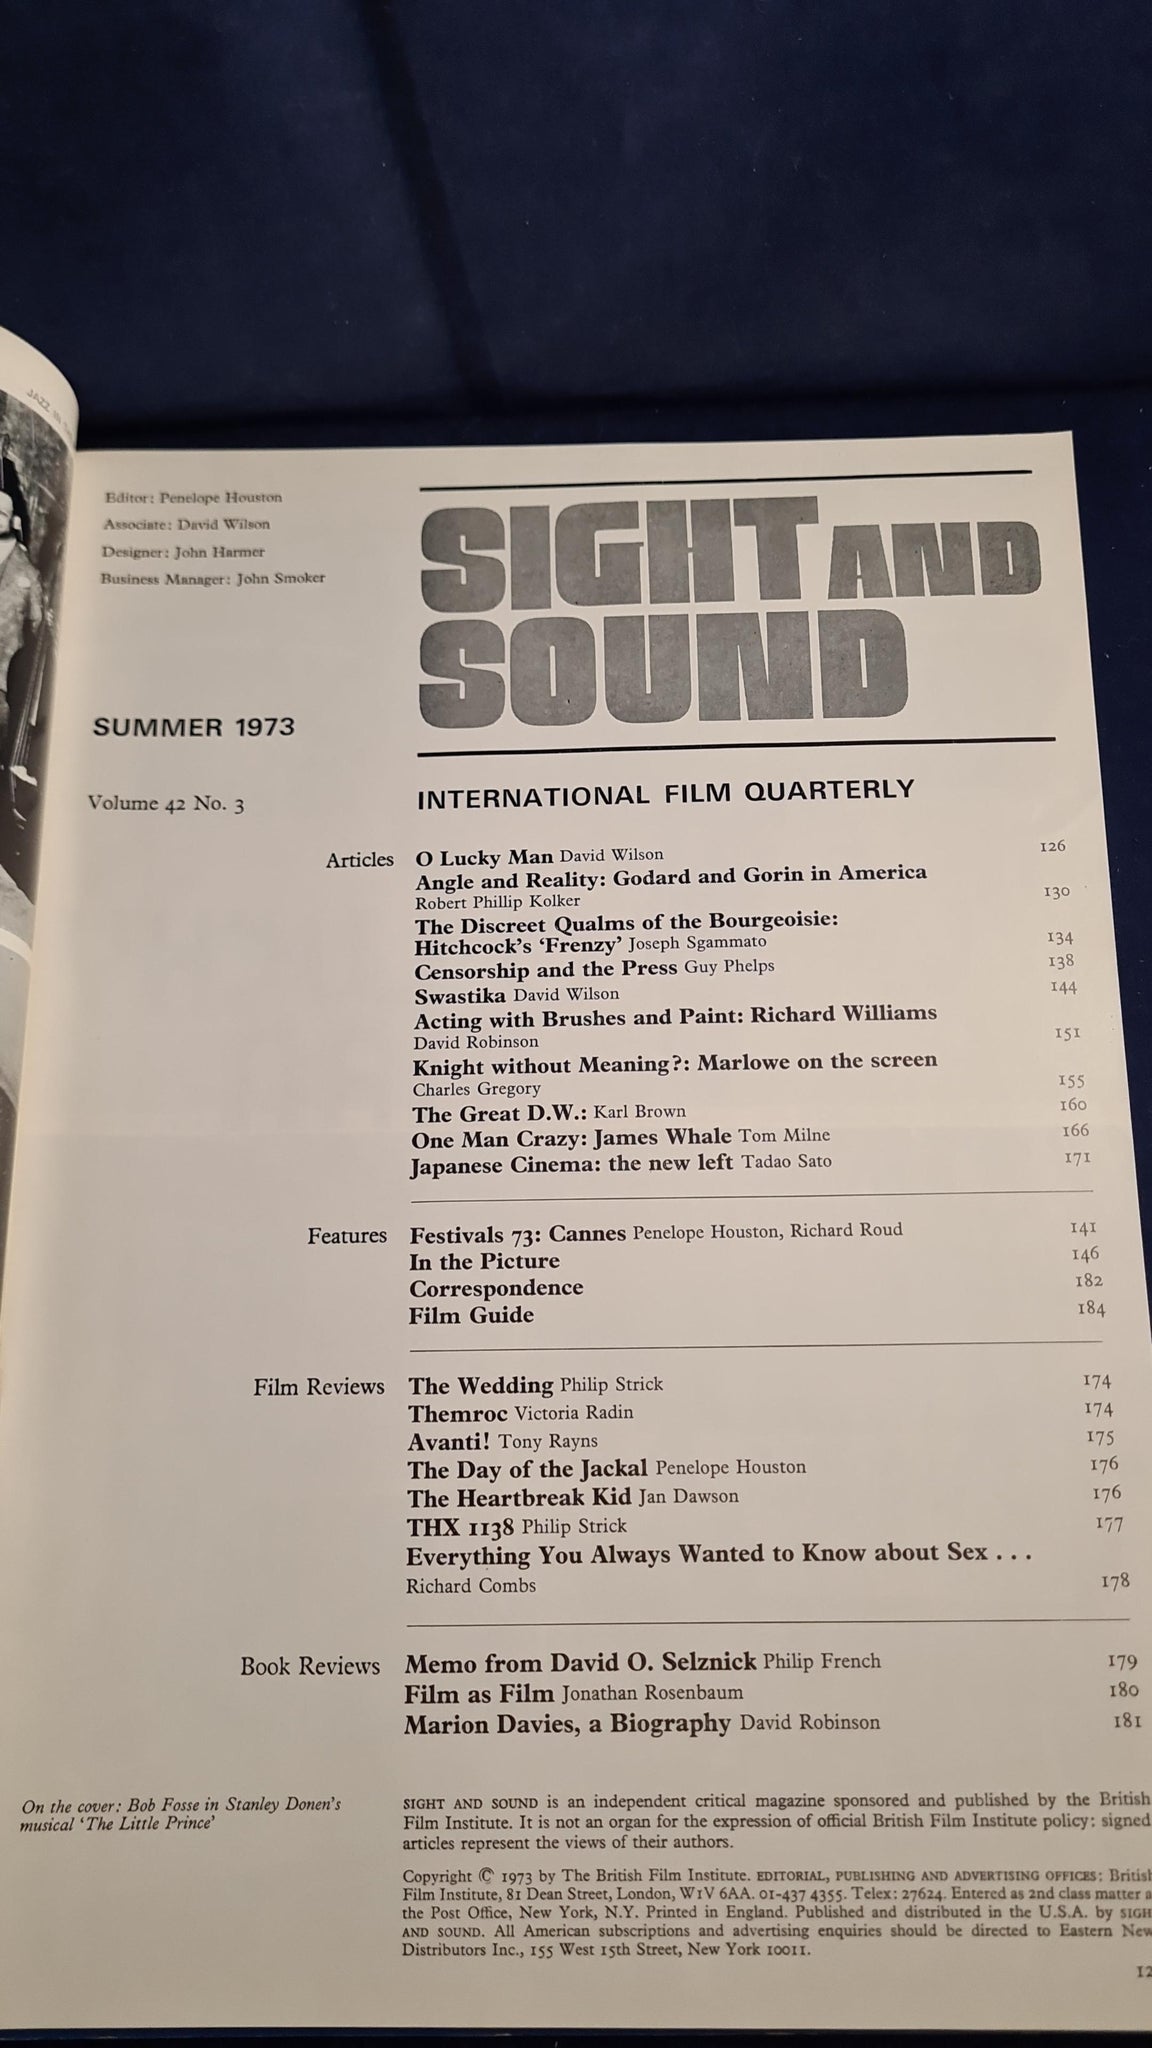 JAZZ
Editor: Penelope Houston
Associate: David Wilson
Designer: John Harmer
Business Manager: John Smoker
SIGHT AND
SOUND
SUMMER 1973
Volume 42 No. 3
INTERNATIONAL FILM QUARTERLY
Articles O Lucky Man David Wilson 126
Angle and Reality: Godard and Gorin in America
Robert Phillip Kolker 130
The Discreet Qualms of the Bourgeoisie:
Hitchcock's 'Frenzy' Joseph Sgammato 134
Censorship and the Press Guy Phelps 138
Swastika David Wilson 144
Acting with Brushes and Paint: Richard Williams
David Robinson 151
Knight without Meaning?: Marlowe on the screen
Charles Gregory 155
The Great D.W.: Karl Brown 160
One Man Crazy: James Whale Tom Milne 166
Japanese Cinema: the new left Tadao Sato 171
Features Festivals 73: Cannes Penelope Houston, Richard Roud 141
In the Picture 146
Correspondence 182
Film Guide 184
Film Reviews The Wedding Philip Strick 174
Themroc Victoria Radin 174
Avanti! Tony Rayns 175
The Day of the Jackal Penelope Houston 176
The Heartbreak Kid Jan Dawson 176
THX 1138 Philip Strick 177
Everything You Always Wanted to Know about Sex . . .
Richard Combs 178
Book Reviews Memo from David O. Selznick Philip French 179
Film as Film Jonathan Rosenbaum 180
Marion Davies, a Biography David Robinson 181
On the cover: Bob Fosse in Stanley Donen's
musical 'The Little Prince'
SIGHT AND SOUND is an independent critical magazine sponsored and published by the British
Film Institute. It is not an organ for the expression of official British Film Institute policy: signed
articles represent the views of their authors.
Copyright © 1973 by The British Film Institute. EDITORIAL, PUBLISHING AND ADVERTISING OFFICES: British
Film Institute, 81 Dean Street, London, W1V 6AA. 01-437 4355. Telex: 27624. Entered as 2nd class matter a
the Post Office, New York, N.Y. Printed in England. Published and distributed in the U.S.A. by SIGH
AND SOUND. All American subscriptions and advertising enquiries should be directed to Eastern New
Distributors Inc., 155 West 15th Street, New York 10011.
12